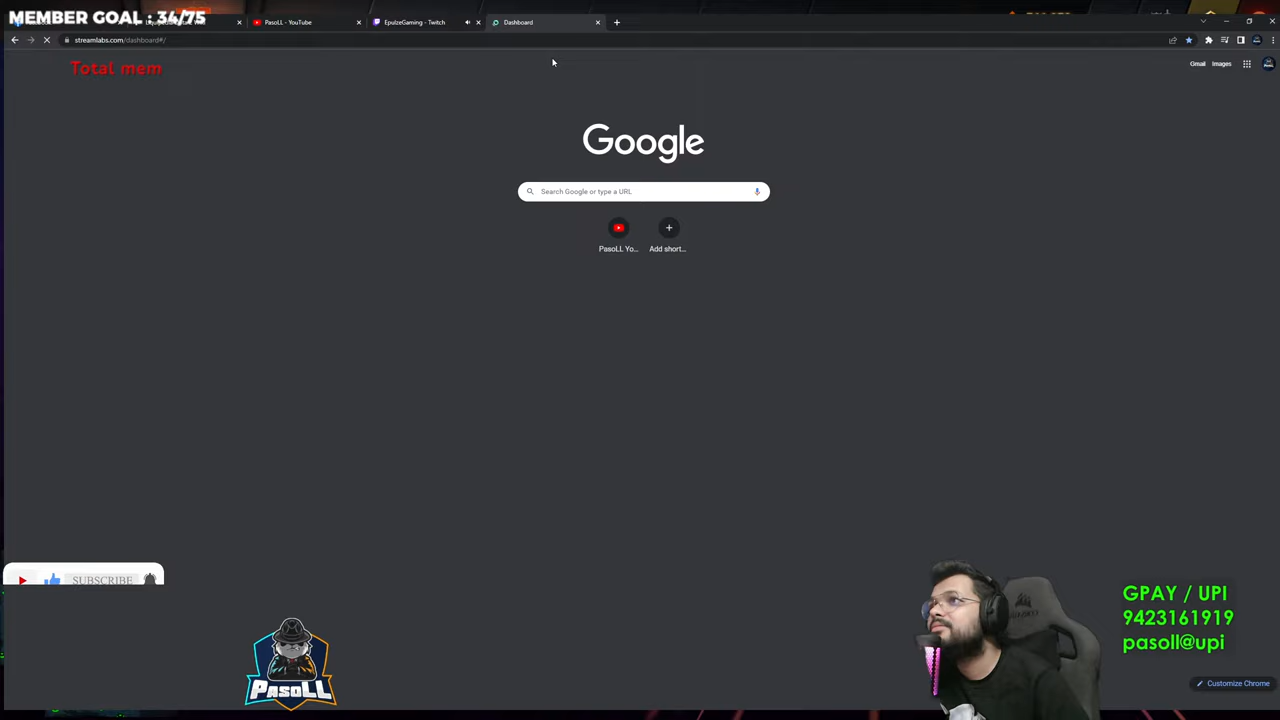 MEMBER GOAL : 34/75
PasoLL - YouTube
EpulzeGaming - Twitch
Dashboard
streamlabs.com/dashboard#/
Total mem
Gmail
Images
Google
Search Google or type a URL
PasoLL Yo...
Add short...
SUBSCRIBE
PASOLL
GPAY / UPI
9423161919
pasoll@upi
Customize Chrome